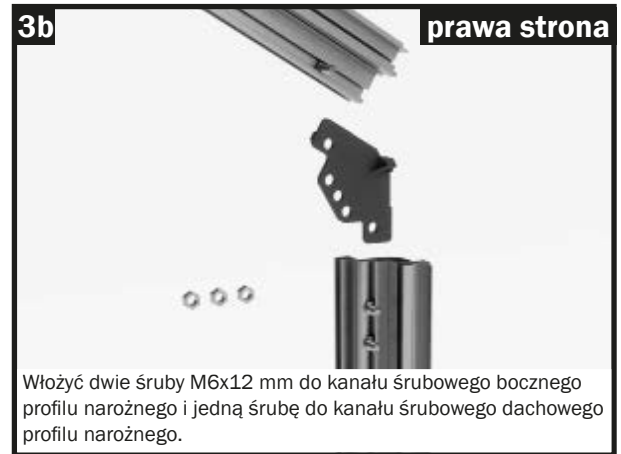 3b
prawa strona
Włożyć dwie śruby M6x12 mm do kanału śrubowego bocznego
profilu narożnego i jedną śrubę do kanału śrubowego dachowego
profilu narożnego.